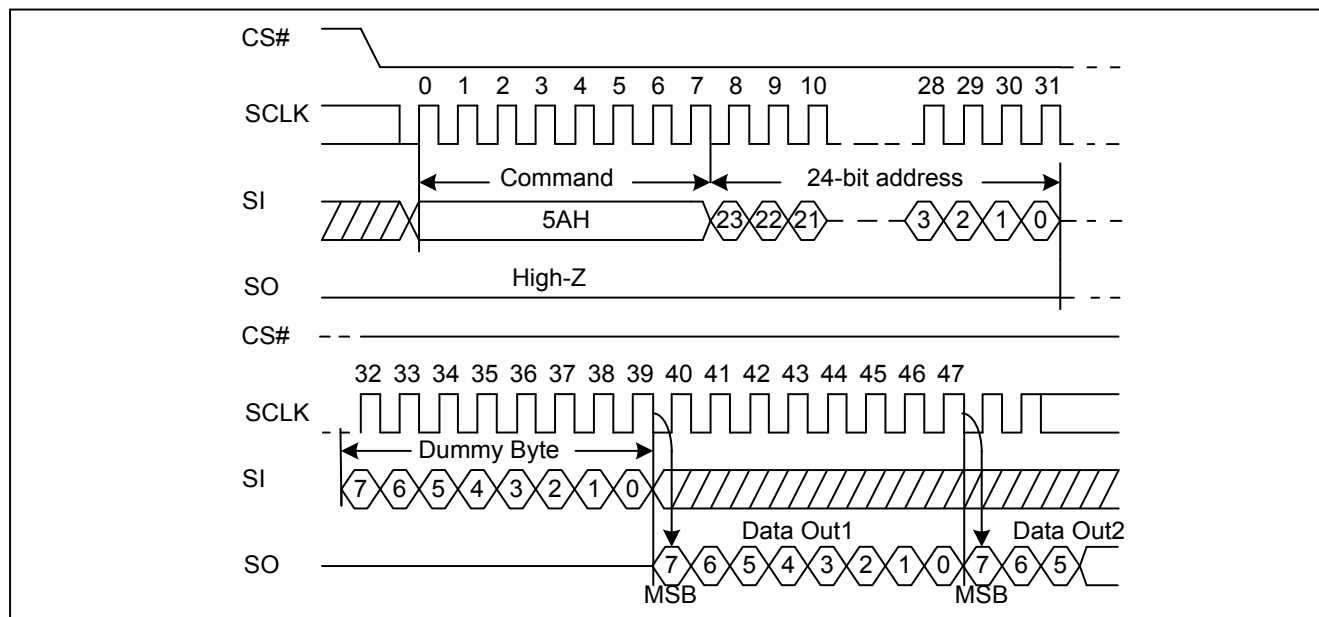 CS#
0 1 2 3 4 5 6 7 8 9 10 28 29 30 31
SCLK
Command 24-bit address
SI
5AH 23 22 21 3 2 1 0
High-Z
SO
CS#
32 33 34 35 36 37 38 39 40 41 42 43 44 45 46 47
SCLK
Dummy Byte
SI
7 6 5 4 3 2 1 0
Data Out1 Data Out2
SO
7 6 5 4 3 2 1 0 7 6 5
MSB MSB